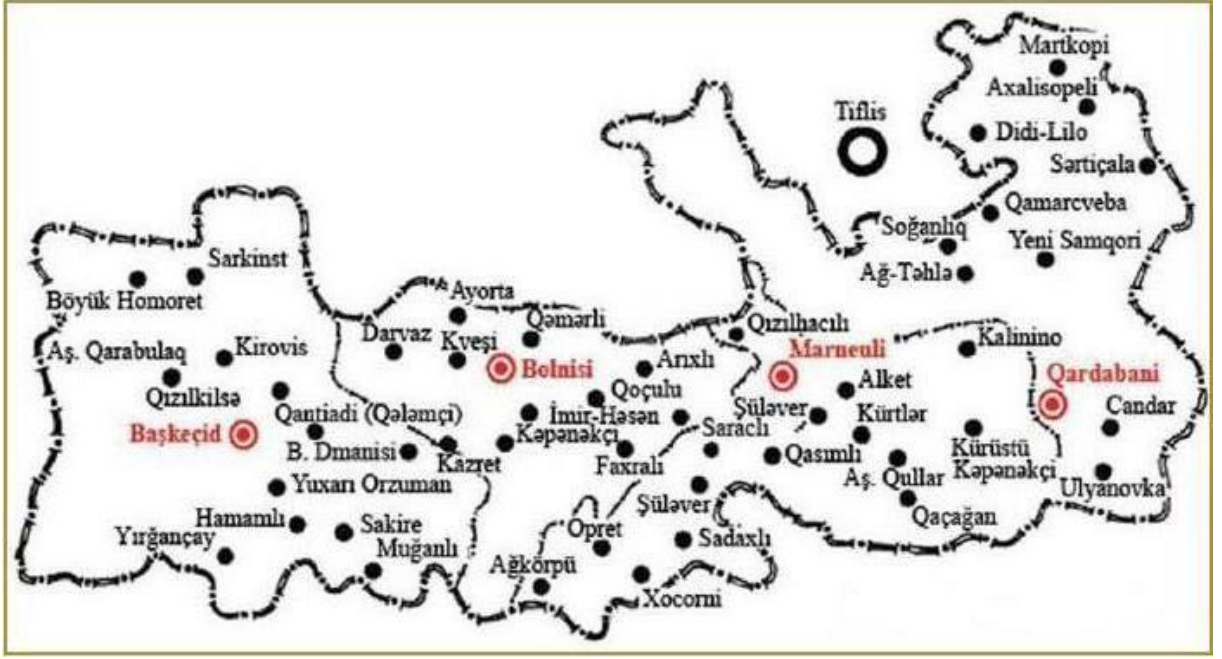 Martkopi
Axalisopeli
Tiflis
Didi-Lilo
Sərtiçala
Qamarcveba
Soğanlıq
Yeni Samqori
Ağ-Təhlə
Sarkinst
Böyük Homoret
Ayorta
Qəmərli
Darvaz
Kveşi
Qızılhacılı
Kirovis
Aş. Qarabulaq
Arıxlı
Marneuli
Kalinino
Bolnisi
Qızılkilsə
Qoçulu
Alket
Qardabani
Qantiadi (Qələmçi)
İmir-Həsən
Şüləver
Kürtlər
Candar
Başkeçid
Kəpənəkçi
Saraclı
B. Dmanisi
Kazret
Faxralı
Qasımlı
Kürüstü
Kəpənəkçi
Aş. Qullar
Yuxarı Orzuman
Ulyanovka
Şüləver
Qaçağan
Hamamlı
Sakire
Opret
Sadaxlı
Yırğançay
Muğanlı
Ağkörpü
Xocorni